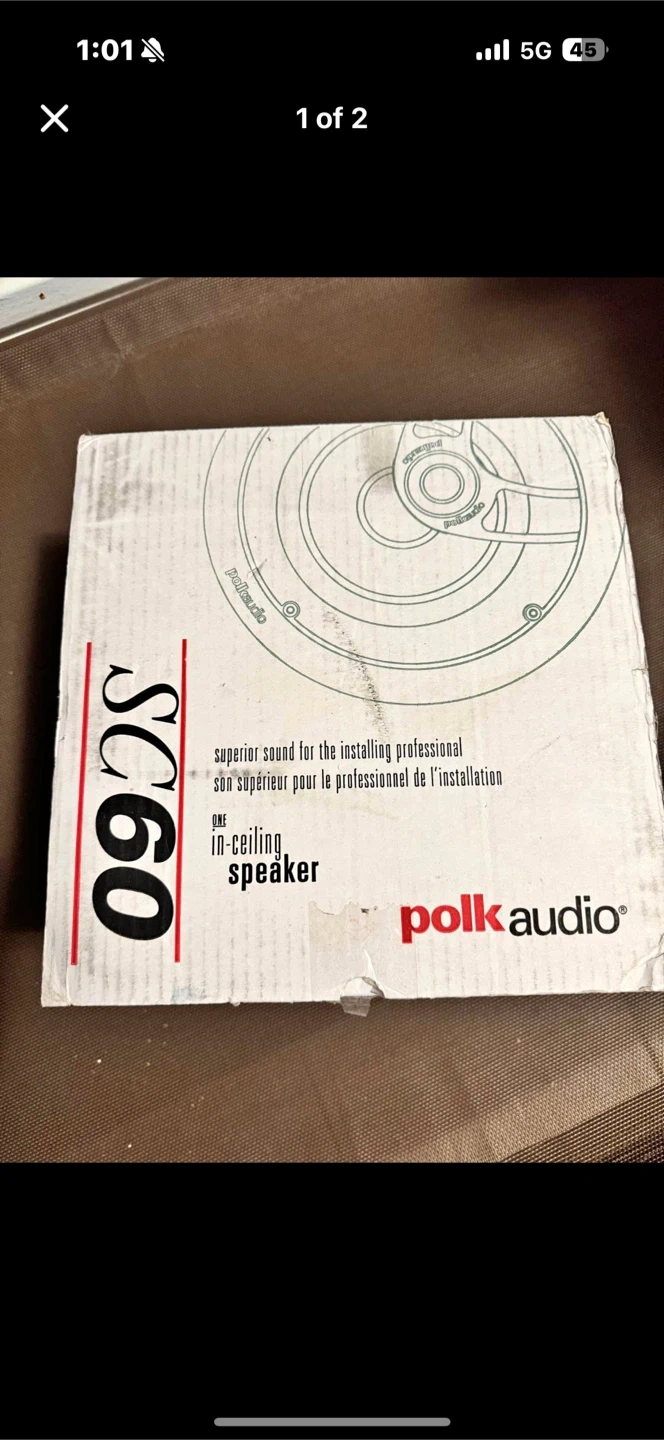 1:01
5G 45
1 of 2
polkaudio
polkaudio
polkaudio
SC60
superior sound for the installing professional
son supérieur pour le professionnel de l'installation
ONE
in-ceiling
speaker
polkaudio®